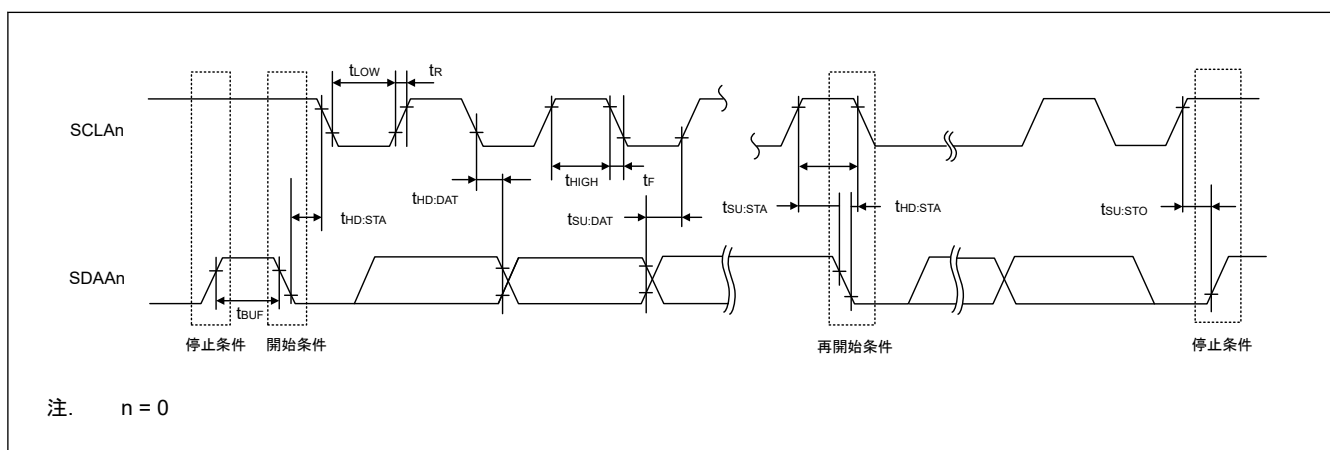 tLOW
tR
SCLAn
tHD:DAT
tHIGH
tF
tSU:STA
tHD:STA
tHD:STA
tSU:DAT
tSU:STO
SDAAn
tBUF
停止条件
開始条件
再開始条件
停止条件
注. n = 0